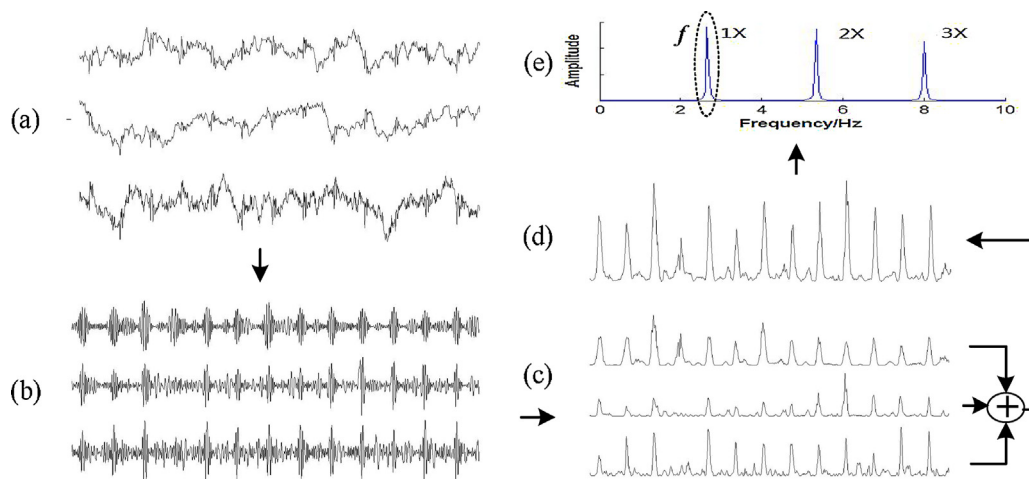 (a)
(b)
(c)
(d)
(e)
Amplitude
f 1X 2X 3X
0 2 4 6 8 10
Frequency/Hz
+